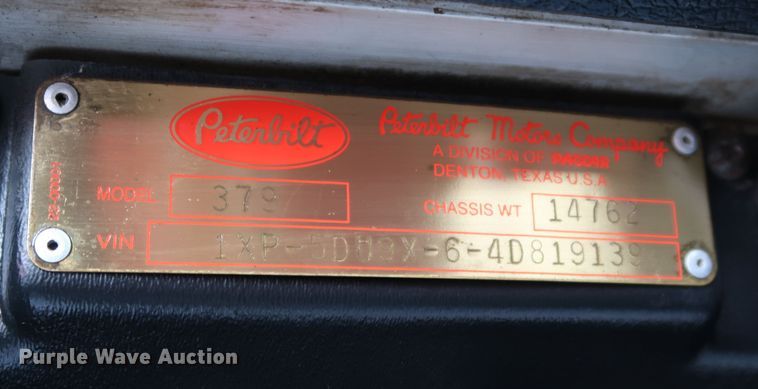 Peterbilt
Peterbilt Motors Company
A DIVISION OF PACCAR
DENTON, TEXAS U.S.A.
MODEL 379
CHASSIS WT 14762
VIN 1XP-5D09X-6-4D819139
Purple Wave Auction